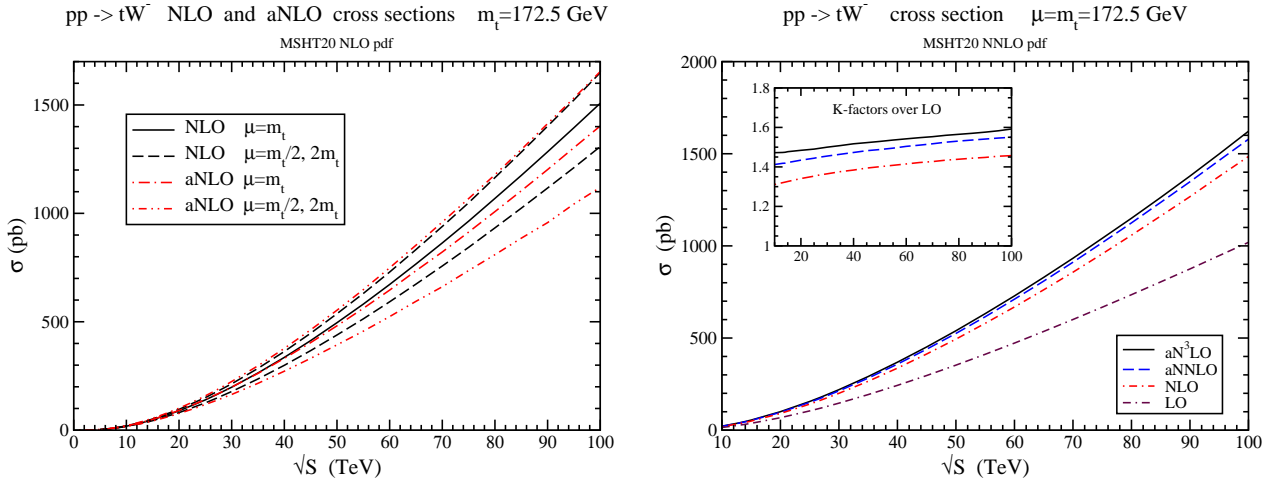 pp -> tW⁻ NLO and aNLO cross sections m_t=172.5 GeV
MSHT20 NLO pdf
1500
1000
500
0
σ (pb)
NLO μ=m_t
NLO μ=m_t/2, 2m_t
aNLO μ=m_t
aNLO μ=m_t/2, 2m_t
0 10 20 30 40 50 60 70 80 90 100
√S (TeV)
pp -> tW⁻ cross section μ=m_t=172.5 GeV
MSHT20 NNLO pdf
2000
1500
1000
500
0
σ (pb)
K-factors over LO
1.8
1.6
1.4
1.2
1
20 40 60 80 100
aN³LO
aNNLO
NLO
LO
10 20 30 40 50 60 70 80 90 100
√S (TeV)